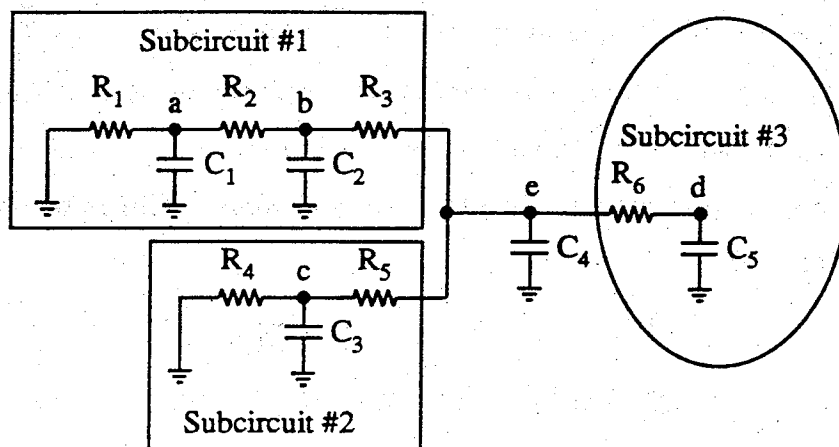 Subcircuit #1
R1 a R2 b R3
C1 C2
Subcircuit #3
R6 d
e
C4 C5
R4 c R5
C3
Subcircuit #2